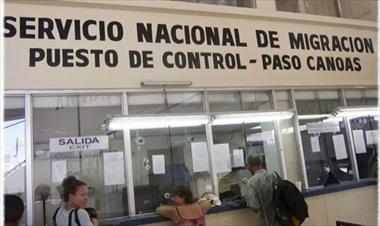 SERVICIO NACIONAL DE MIGRACION
PUESTO DE CONTROL - PASO CANOAS
SALIDA
EXIT